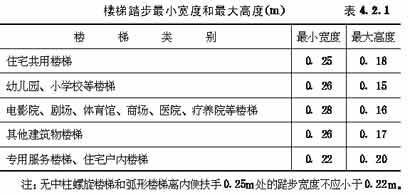 楼梯踏步最小宽度和最大高度(m) 表 4.2.1
楼 梯 类 别 最小宽度 最大高度
住宅共用楼梯 0.25 0.18
幼儿园、小学校等楼梯 0.26 0.15
电影院、剧场、体育馆、商场、医院、疗养院等楼梯 0.28 0.16
其他建筑物楼梯 0.26 0.17
专用服务楼梯、住宅户内楼梯 0.22 0.20
注：无中柱螺旋楼梯和弧形楼梯离内侧扶手0.25m处的踏步宽度不应小于0.22m。